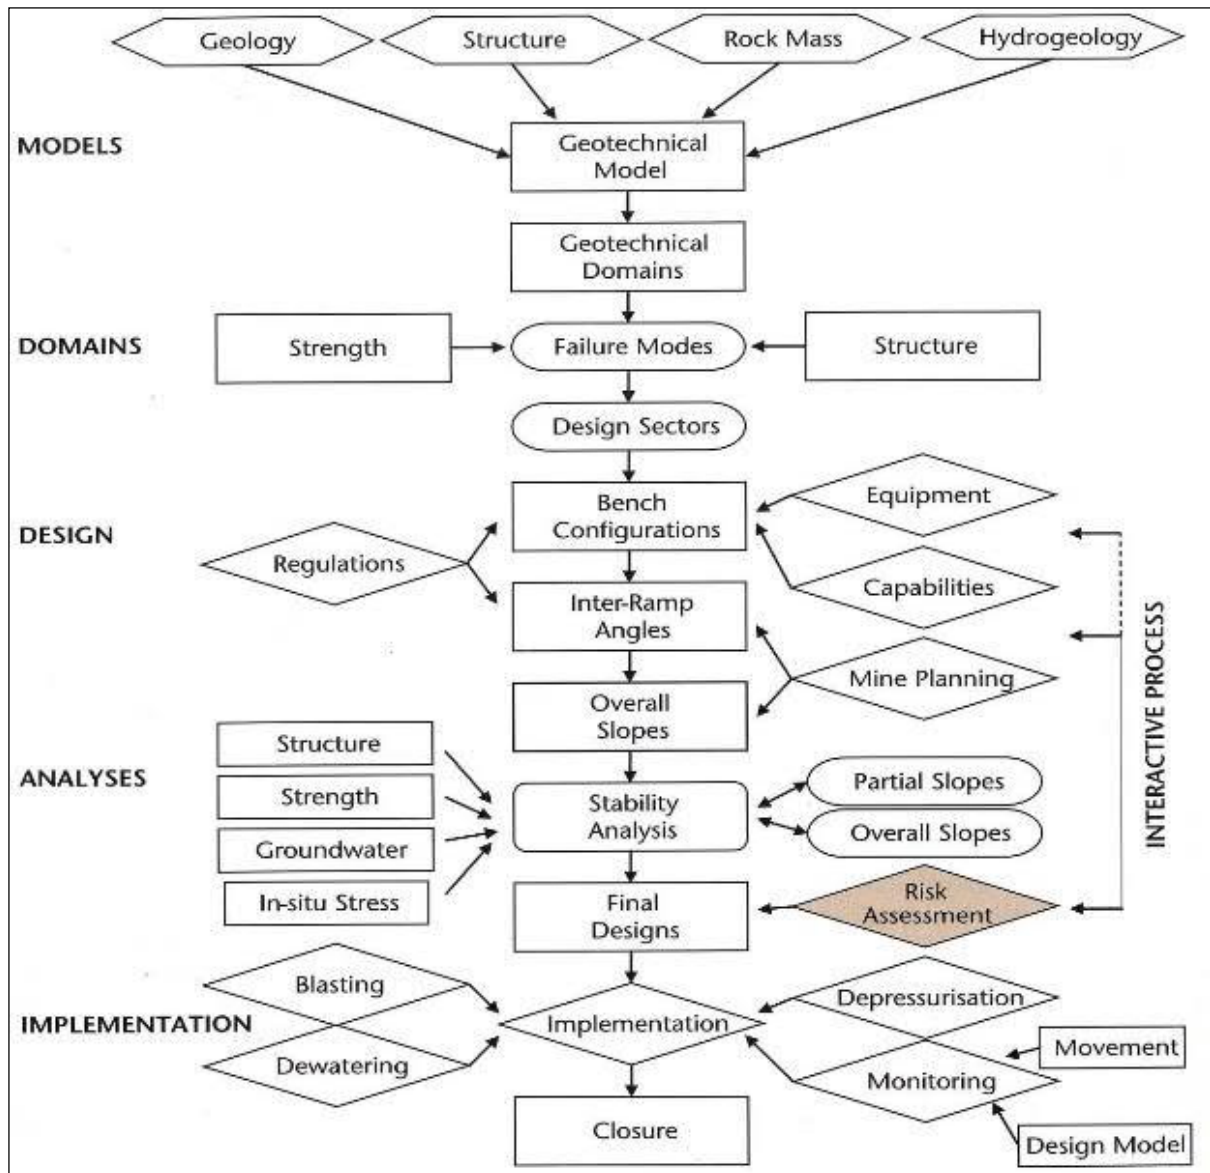 Geology
Structure
Rock Mass
Hydrogeology
MODELS
Geotechnical
Model
Geotechnical
Domains
DOMAINS
Strength
Failure Modes
Structure
Design Sectors
DESIGN
Regulations
Bench
Configurations
Equipment
Capabilities
Inter-Ramp
Angles
Mine Planning
Overall
Slopes
INTERACTIVE PROCESS
ANALYSES
Structure
Strength
Groundwater
In-situ Stress
Stability
Analysis
Partial Slopes
Overall Slopes
Final
Designs
Risk
Assessment
IMPLEMENTATION
Blasting
Dewatering
Implementation
Depressurisation
Monitoring
Movement
Design Model
Closure